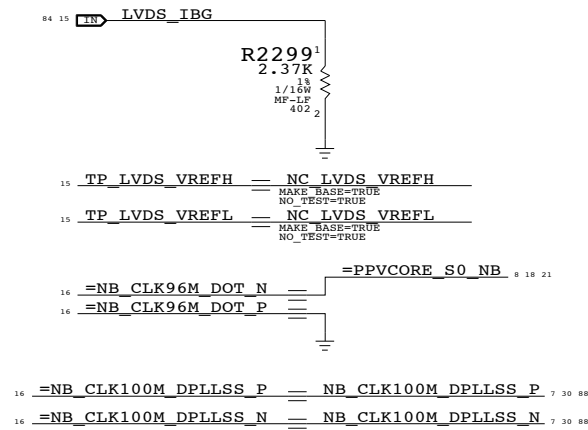 84 15 IN LVDS_IBG
R2299 1
2.37K
1%
1/16W
MF-LF
402 2
15 TP_LVDS_VREFH NC_LVDS_VREFH
MAKE_BASE=TRUE
NO_TEST=TRUE
15 TP_LVDS_VREFL NC_LVDS_VREFL
MAKE_BASE=TRUE
NO_TEST=TRUE
=PPVCORE_S0_NB 8 18 21
16 =NB_CLK96M_DOT_N
16 =NB_CLK96M_DOT_P
16 =NB_CLK100M_DPLLSS_P NB_CLK100M_DPLLSS_P 7 30 88
16 =NB_CLK100M_DPLLSS_N NB_CLK100M_DPLLSS_N 7 30 88